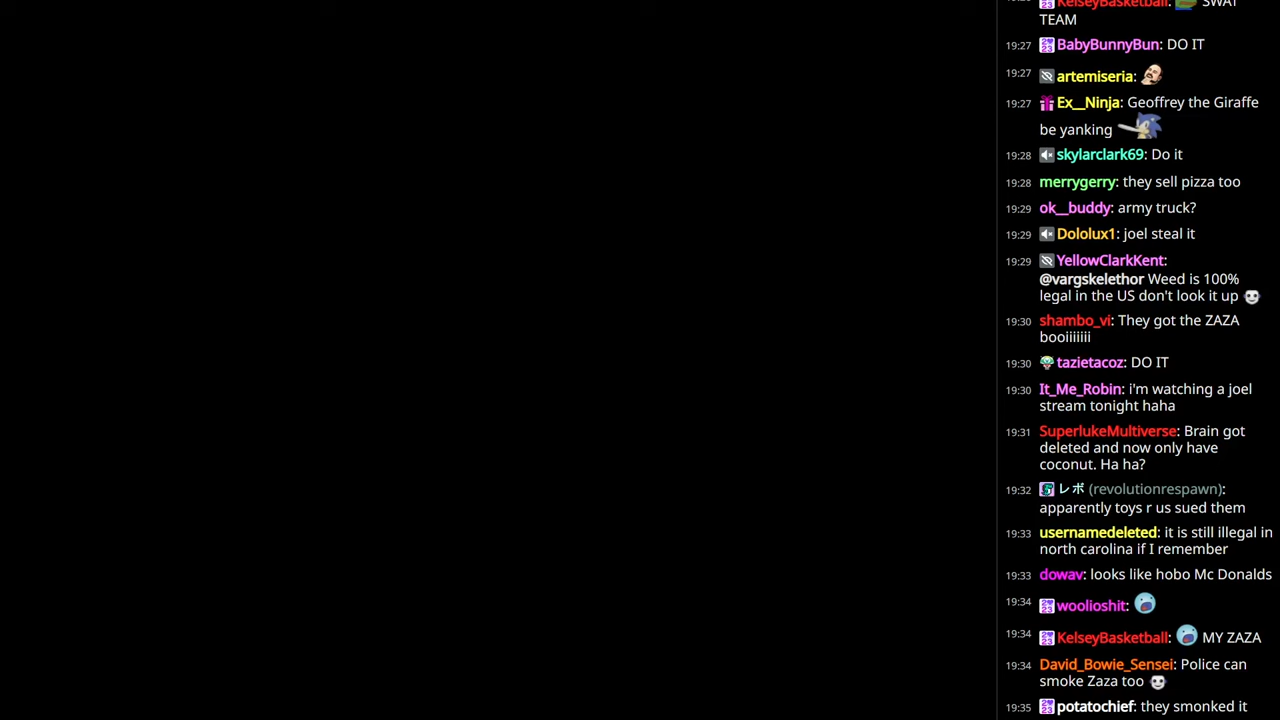 KelseyBasketball: SWAT
TEAM
19:27 BabyBunnyBun: DO IT
19:27 artemiseria:
19:27 Ex__Ninja: Geoffrey the Giraffe
be yanking
19:28 skylarclark69: Do it
19:28 merrygerry: they sell pizza too
19:29 ok__buddy: army truck?
19:29 Dololux1: joel steal it
19:29 YellowClarkKent:
@vargskelethor Weed is 100%
legal in the US don't look it up
19:30 shambo_vi: They got the ZAZA
booiiiiiii
19:30 tazietacoz: DO IT
19:30 It_Me_Robin: i'm watching a joel
stream tonight haha
19:31 SuperlukeMultiverse: Brain got
deleted and now only have
coconut. Ha ha?
19:32 レボ (revolutionrespawn):
apparently toys r us sued them
19:33 usernamedeleted: it is still illegal in
north carolina if I remember
19:33 dowav: looks like hobo Mc Donalds
19:34 woolioshit:
19:34 KelseyBasketball: MY ZAZA
19:34 David_Bowie_Sensei: Police can
smoke Zaza too
19:35 potatochief: they smonked it